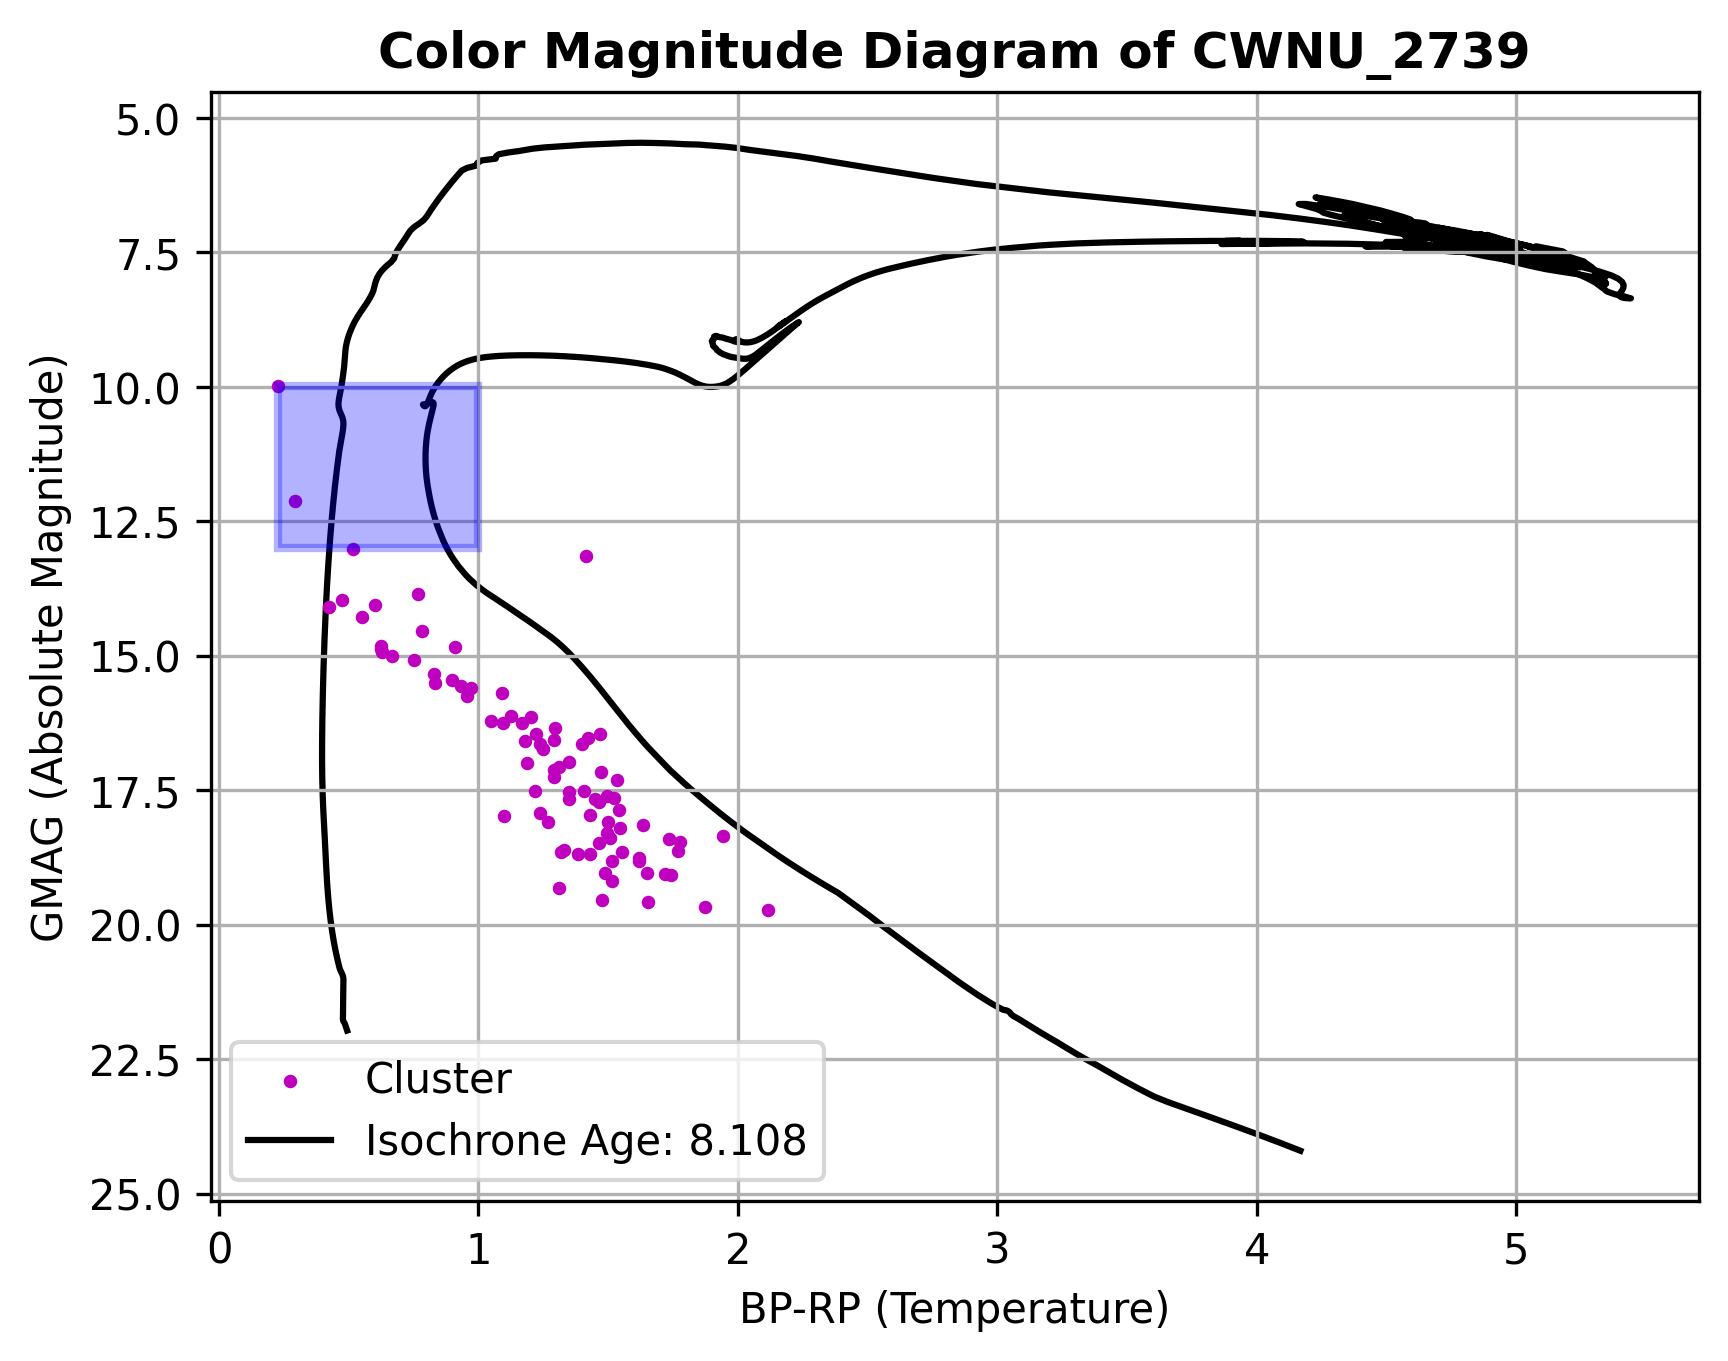 Color Magnitude Diagram of CWNU_2739
GMAG (Absolute Magnitude)
5.0
7.5
10.0
12.5
15.0
17.5
20.0
22.5
25.0
Cluster
Isochrone Age: 8.108
0 1 2 3 4 5
BP-RP (Temperature)